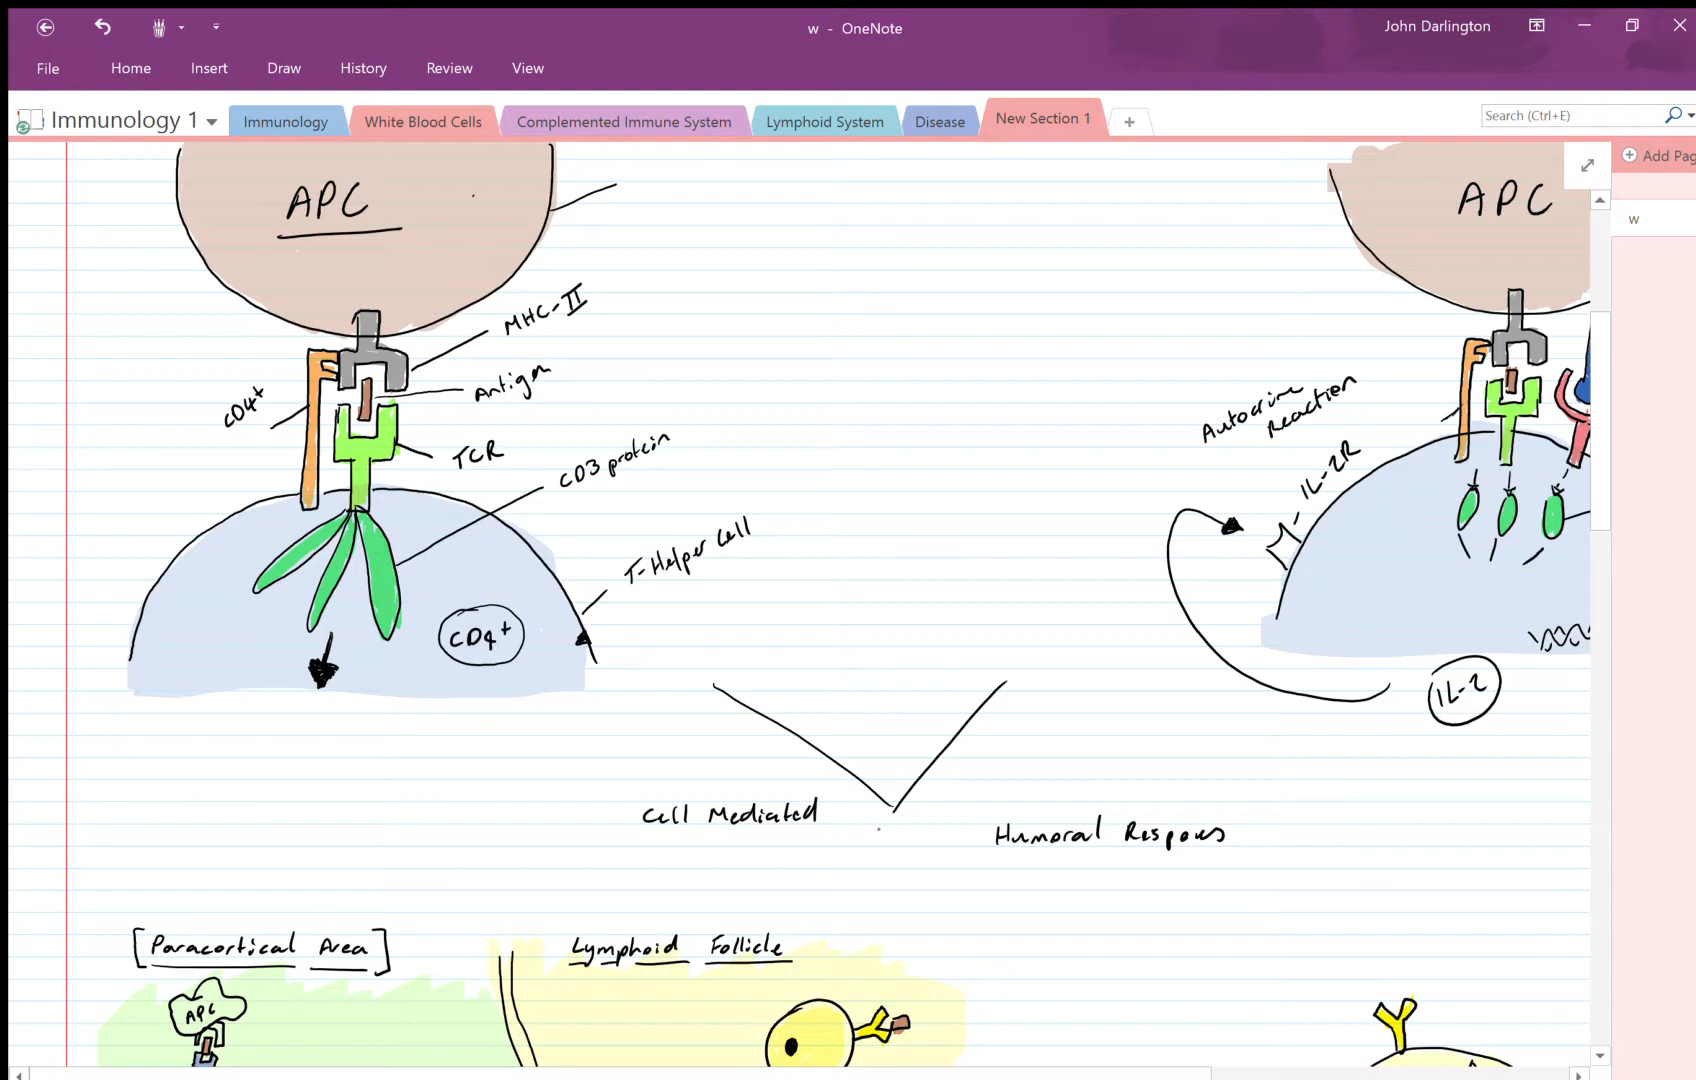 w - OneNote
John Darlington
File Home Insert Draw History Review View
Immunology 1
Immunology
White Blood Cells
Complemented Immune System
Lymphoid System
Disease
New Section 1
Search (Ctrl+E)
Add Pag
w
APC
MHC-II
Antigen
CD4+
TCR
CD3 protein
T-Helper Cell
CD4+
APC
Autocrine
Reaction
IL-2R
IL-2
Cell Mediated
Humoral Respons
[Paracortical Area]
Lymphoid Follicle
APC